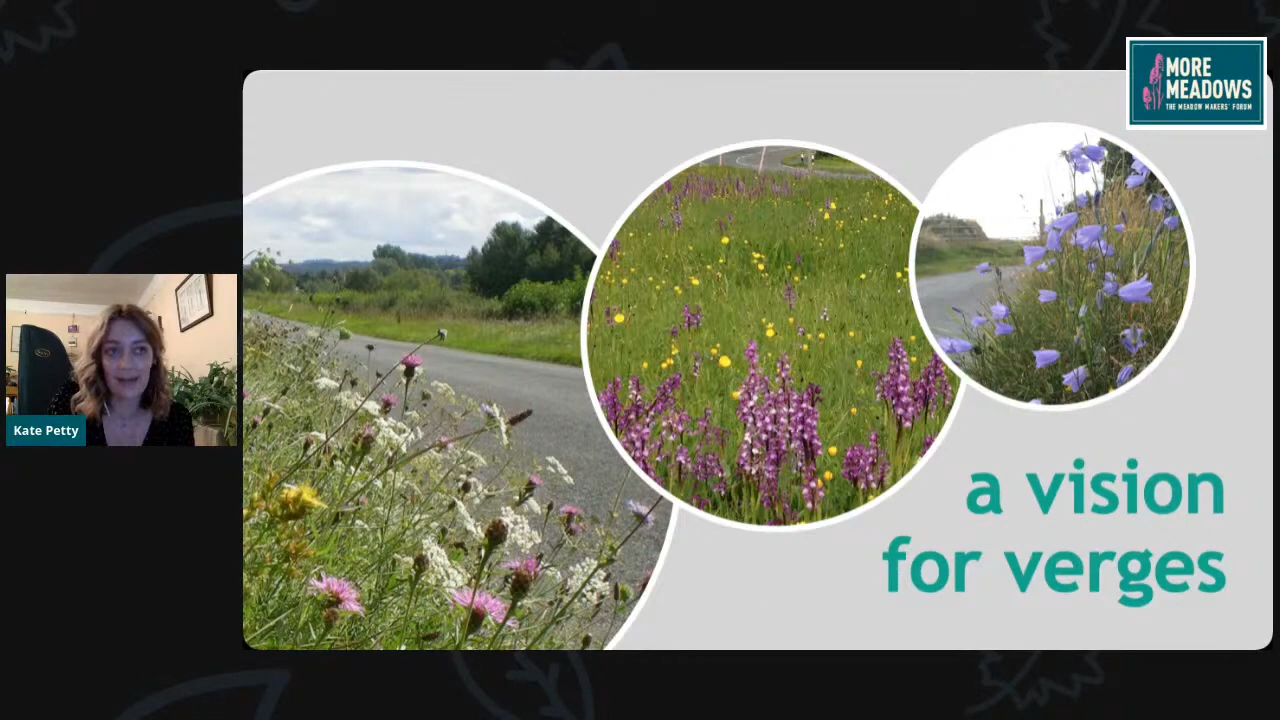 MORE
MEADOWS
THE MEADOW MAKERS' FORUM
Kate Petty
a vision
for verges